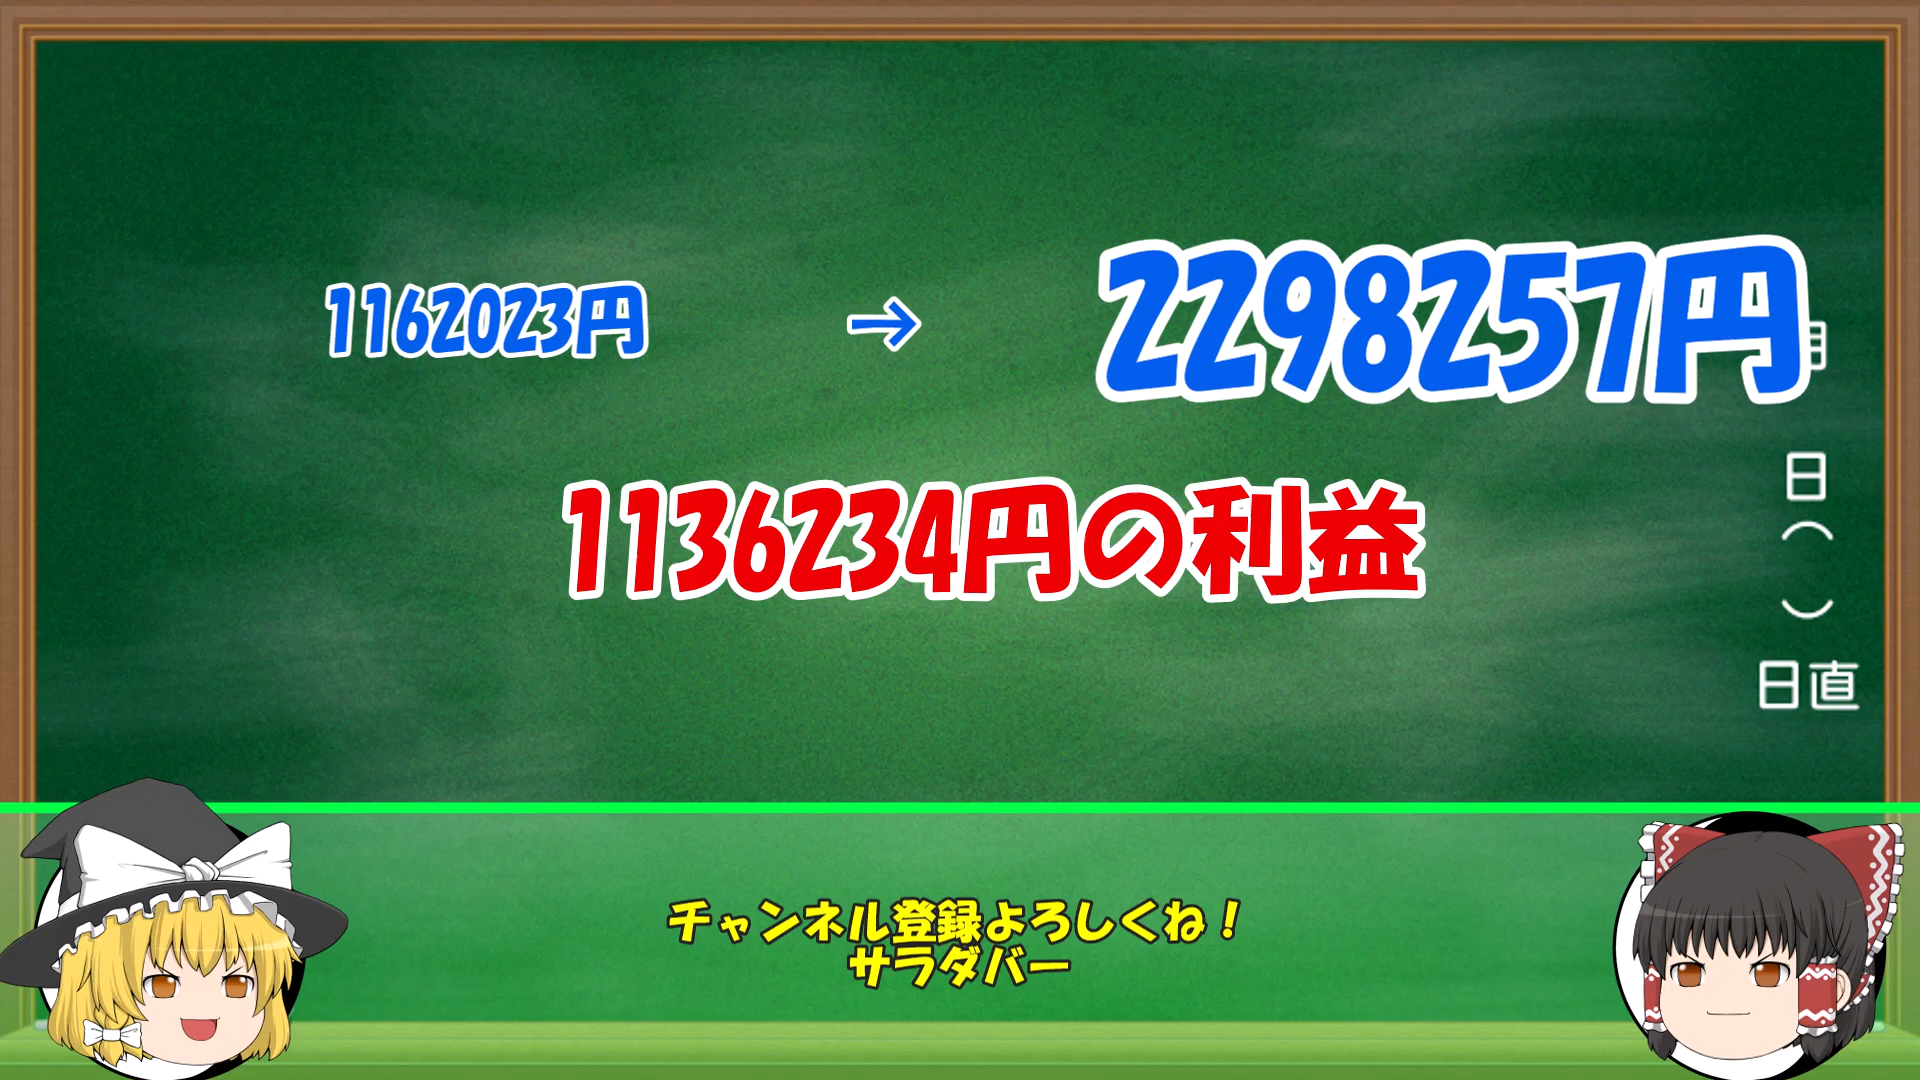 1162023円 → 2298257円
1136234円の利益
月
日
( )
日直
チャンネル登録よろしくね！
サラダバー